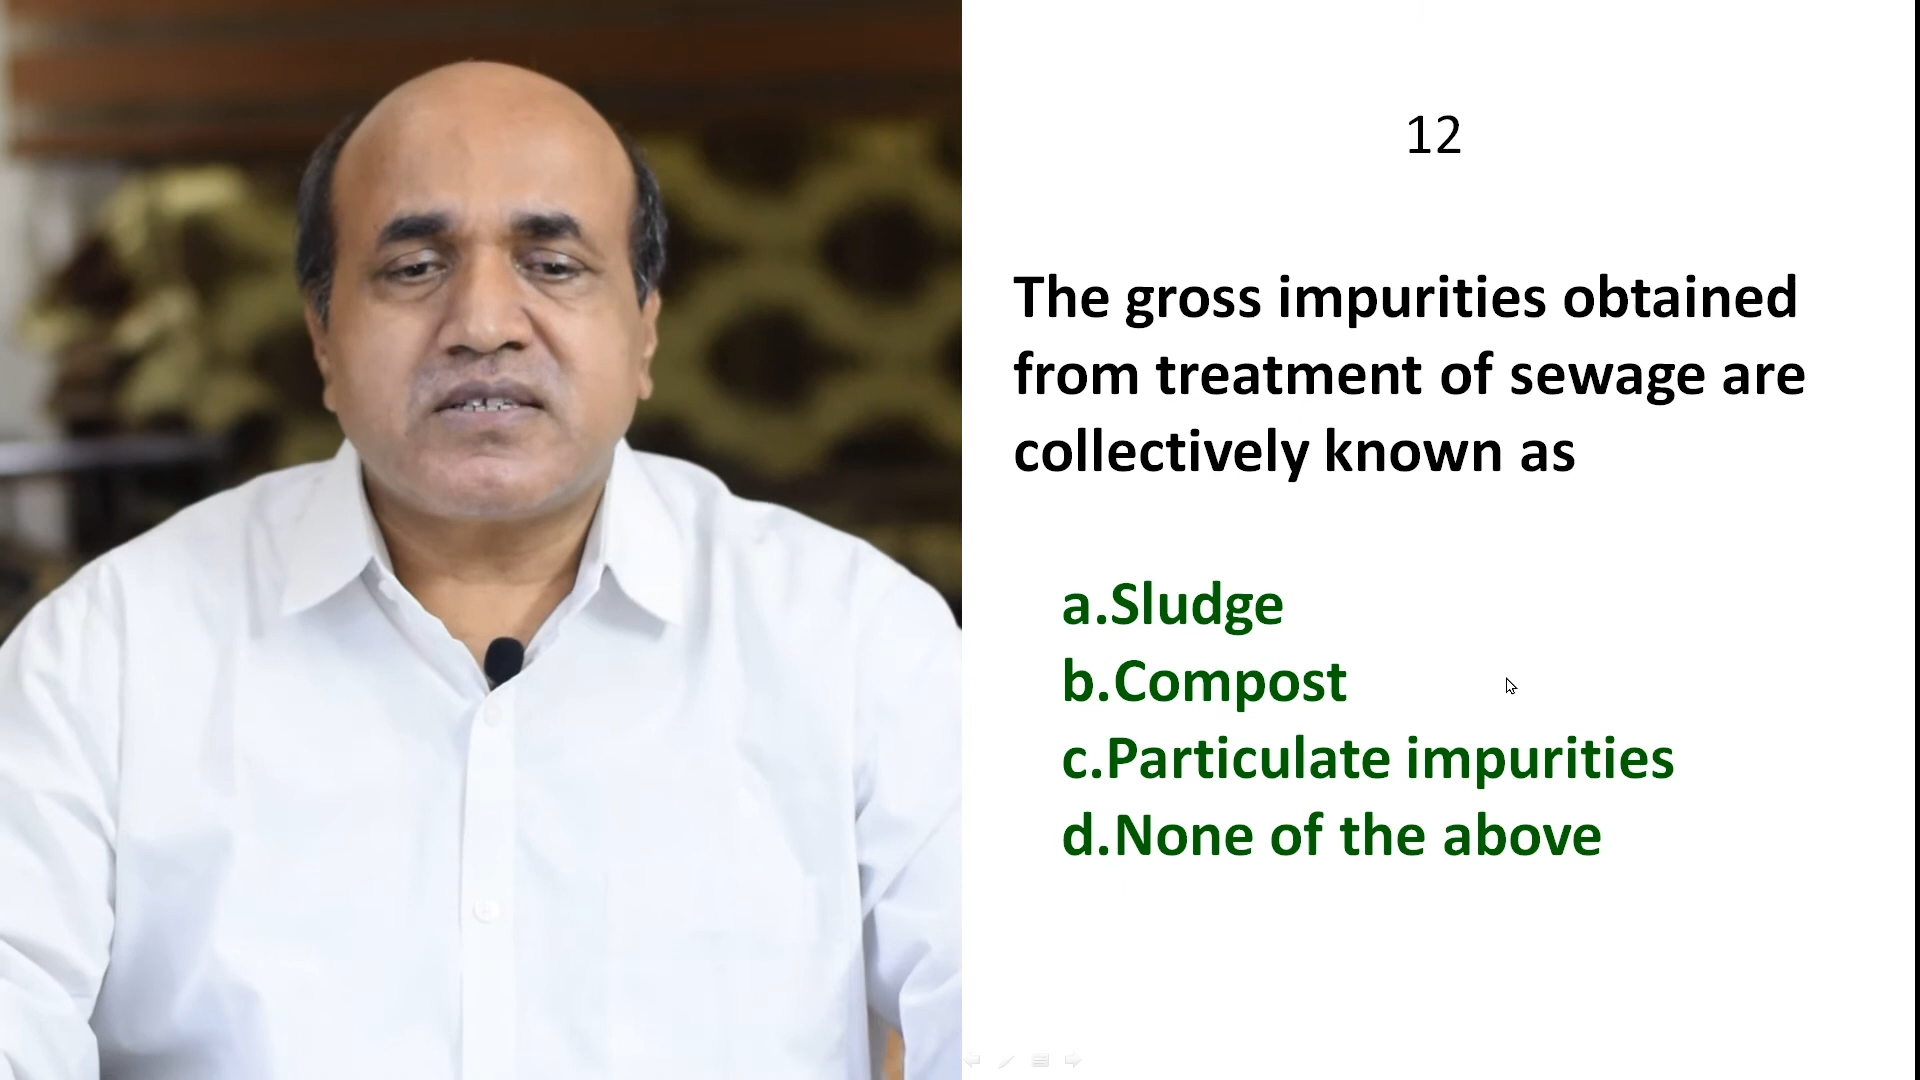 12
The gross impurities obtained
from treatment of sewage are
collectively known as
a.Sludge
b.Compost
c.Particulate impurities
d.None of the above